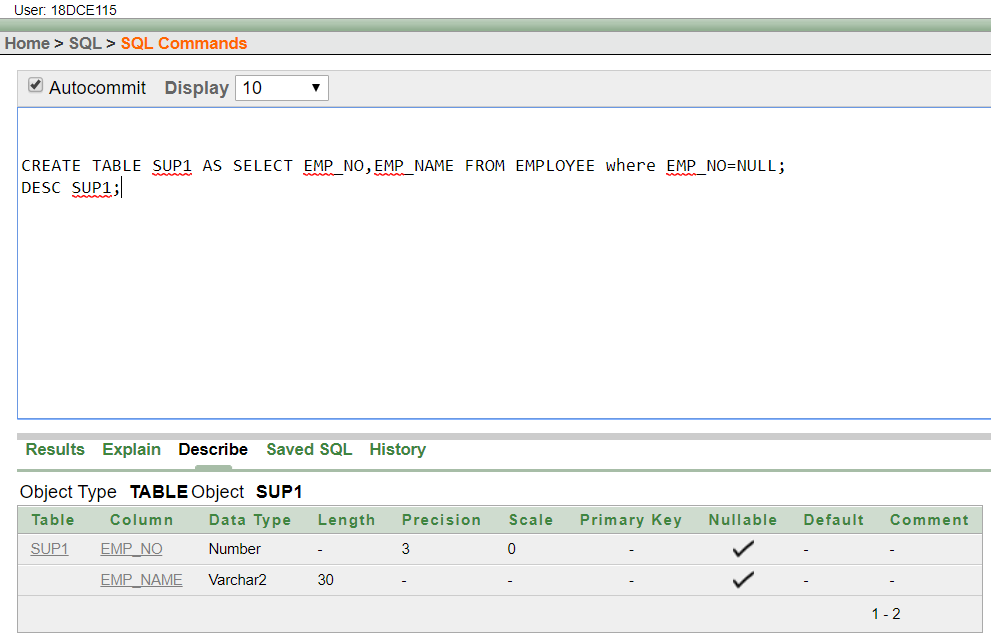 User: 18DCE115
Home > SQL > SQL Commands
Autocommit Display 10
CREATE TABLE SUP1 AS SELECT EMP_NO,EMP_NAME FROM EMPLOYEE where EMP_NO=NULL;
DESC SUP1;
Results Explain Describe Saved SQL History
Object Type TABLE Object SUP1
Table Column Data Type Length Precision Scale Primary Key Nullable Default Comment
SUP1 EMP_NO Number - 3 0 - ✓ - -
EMP_NAME Varchar2 30 - - - ✓ - -
1 - 2